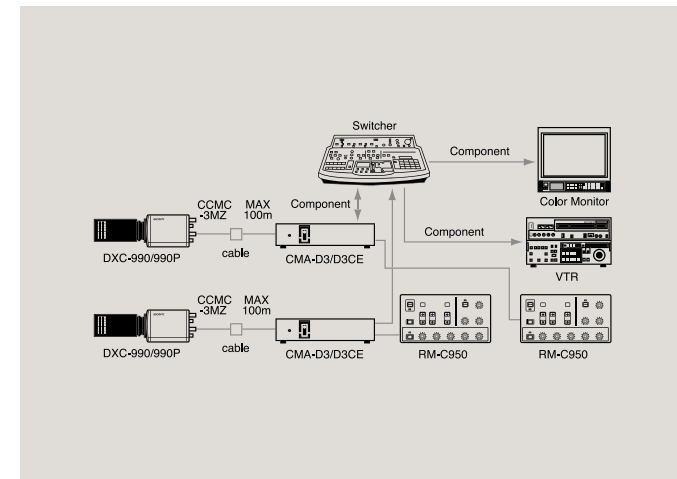 Switcher
Component
Color Monitor
CCMC
-3MZ
MAX
100m
Component
DXC-990/990P
cable
CMA-D3/D3CE
Component
VTR
CCMC
-3MZ
MAX
100m
DXC-990/990P
cable
CMA-D3/D3CE
RM-C950
RM-C950